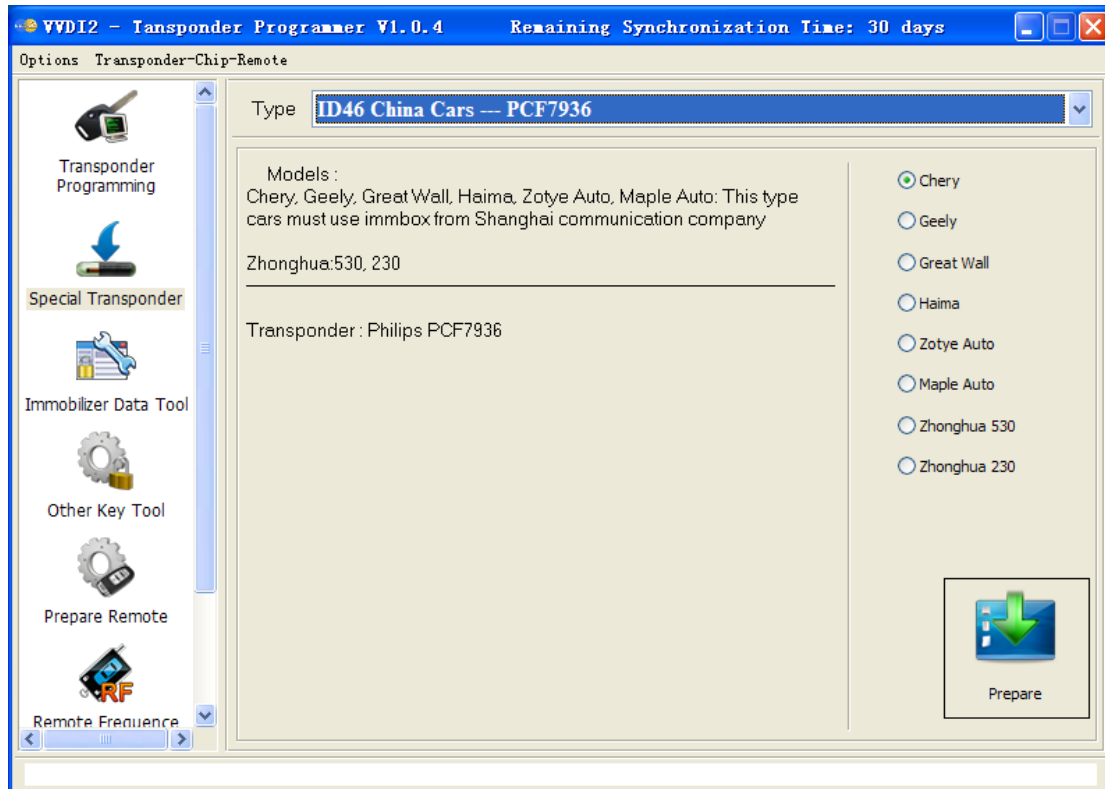 VVDI2 - Tansponder Programmer V1.0.4 Remaining Synchronization Time: 30 days
Options Transponder-Chip-Remote
Transponder
Programming
Special Transponder
Immobilizer Data Tool
Other Key Tool
Prepare Remote
RF
Remote Frequence
Type ID46 China Cars --- PCF7936
Models :
Chery, Geely, Great Wall, Haima, Zotye Auto, Maple Auto: This type
cars must use immbox from Shanghai communication company
Zhonghua:530, 230
Transponder : Philips PCF7936
Chery
Geely
Great Wall
Haima
Zotye Auto
Maple Auto
Zhonghua 530
Zhonghua 230
Prepare